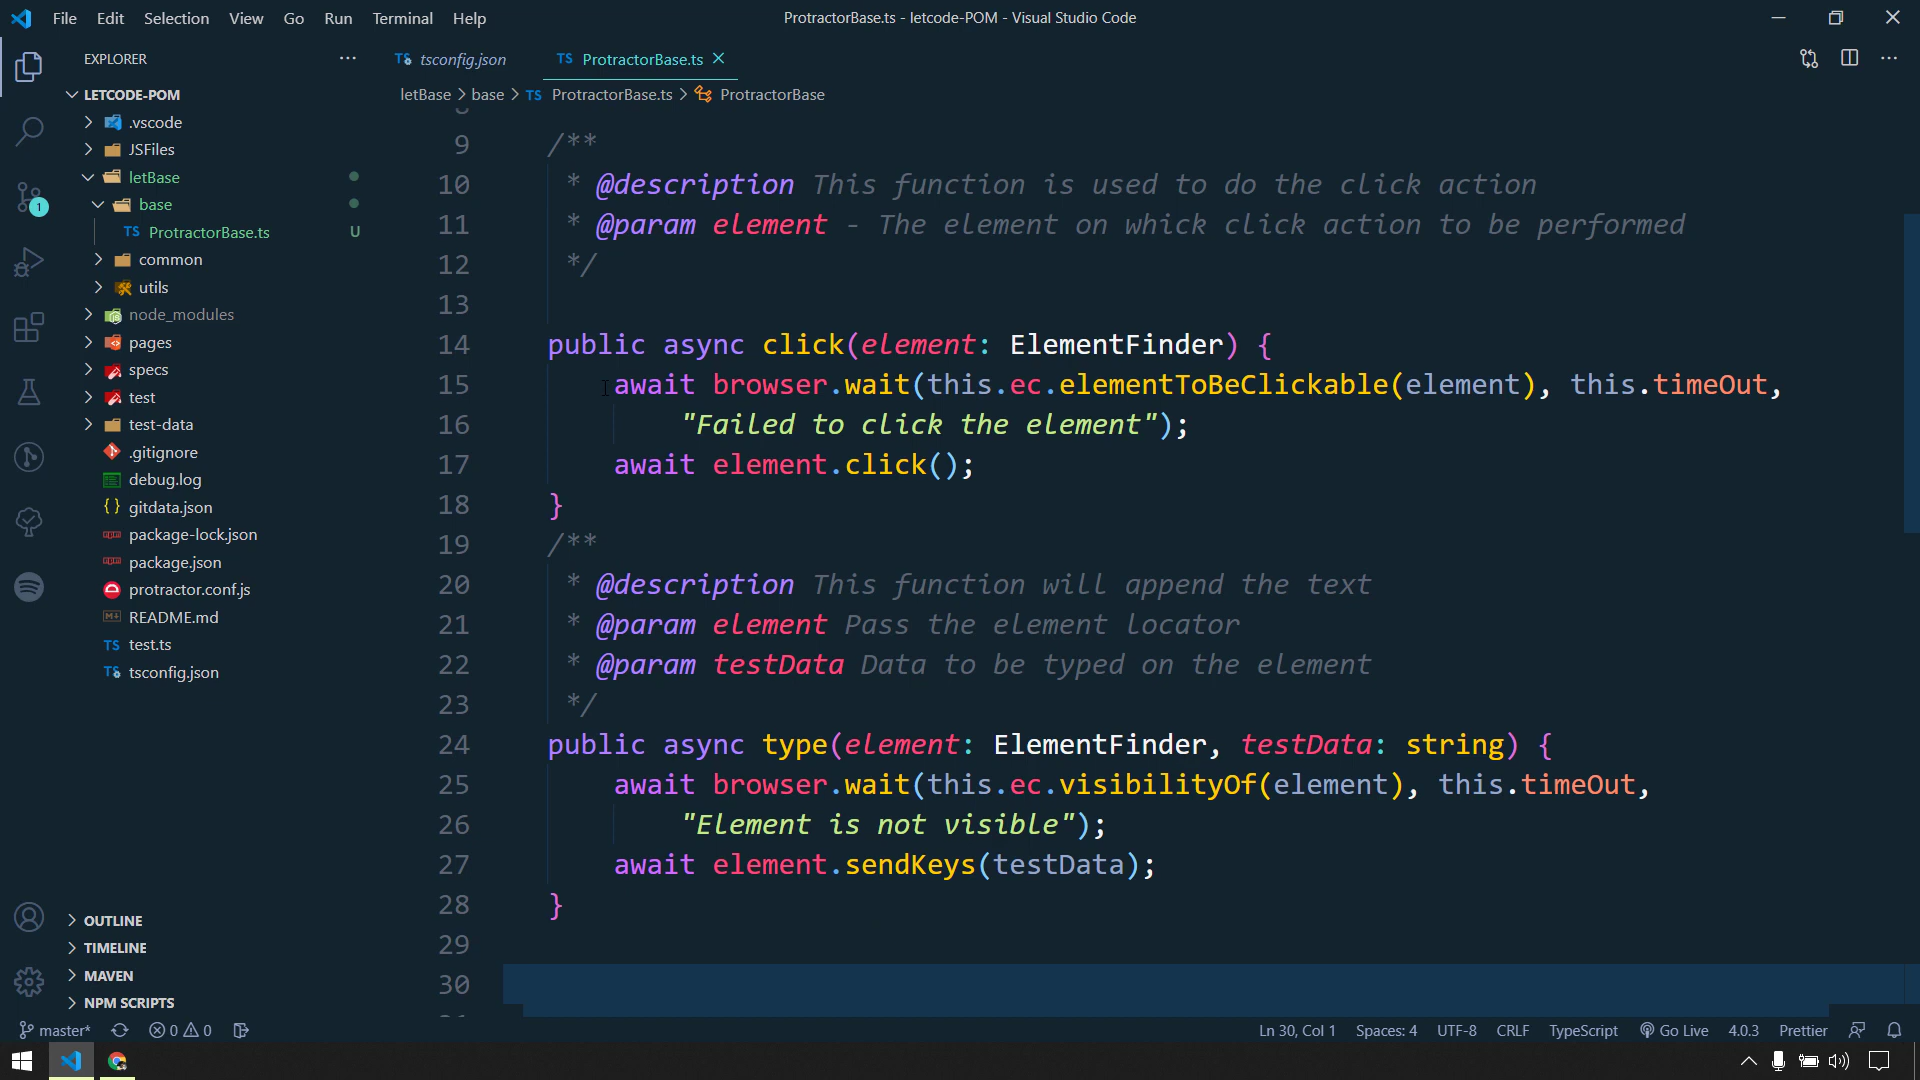 File Edit Selection View Go Run Terminal Help
ProtractorBase.ts - letcode-POM - Visual Studio Code
EXPLORER
LETCODE-POM
.vscode
JSFiles
letBase
base
TS ProtractorBase.ts U
common
utils
node_modules
pages
specs
test
test-data
.gitignore
debug.log
{ } gitdata.json
package-lock.json
package.json
protractor.conf.js
README.md
TS test.ts
TS tsconfig.json
OUTLINE
TIMELINE
MAVEN
NPM SCRIPTS
1
TS tsconfig.json
TS ProtractorBase.ts
letBase > base > TS ProtractorBase.ts > ProtractorBase
9 /**
10 * @description This function is used to do the click action
11 * @param element - The element on whick click action to be performed
12 */
13
14 public async click(element: ElementFinder) {
15 await browser.wait(this.ec.elementToBeClickable(element), this.timeOut,
16 "Failed to click the element");
17 await element.click();
18 }
19 /**
20 * @description This function will append the text
21 * @param element Pass the element locator
22 * @param testData Data to be typed on the element
23 */
24 public async type(element: ElementFinder, testData: string) {
25 await browser.wait(this.ec.visibilityOf(element), this.timeOut,
26 "Element is not visible");
27 await element.sendKeys(testData);
28 }
29
30
master* 0 0
Ln 30, Col 1 Spaces: 4 UTF-8 CRLF TypeScript Go Live 4.0.3 Prettier